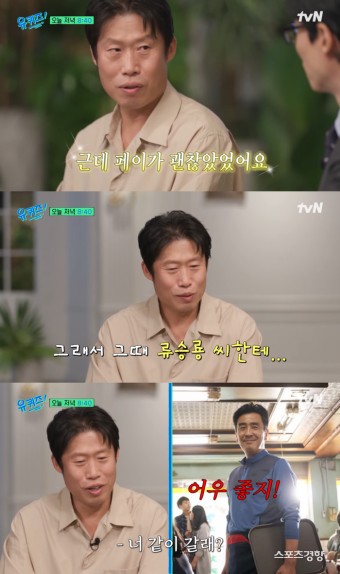 유퀴즈!
오늘 저녁 8:40
tvN
근데 페이가 괜찮았었어요
유퀴즈!
오늘 저녁 8:40
tvN
그래서 그때 류승룡 씨한테...
유퀴즈!
오늘 저녁 8:40
tvN
어우 좋지!
- 너 같이 갈래?
스포츠경향